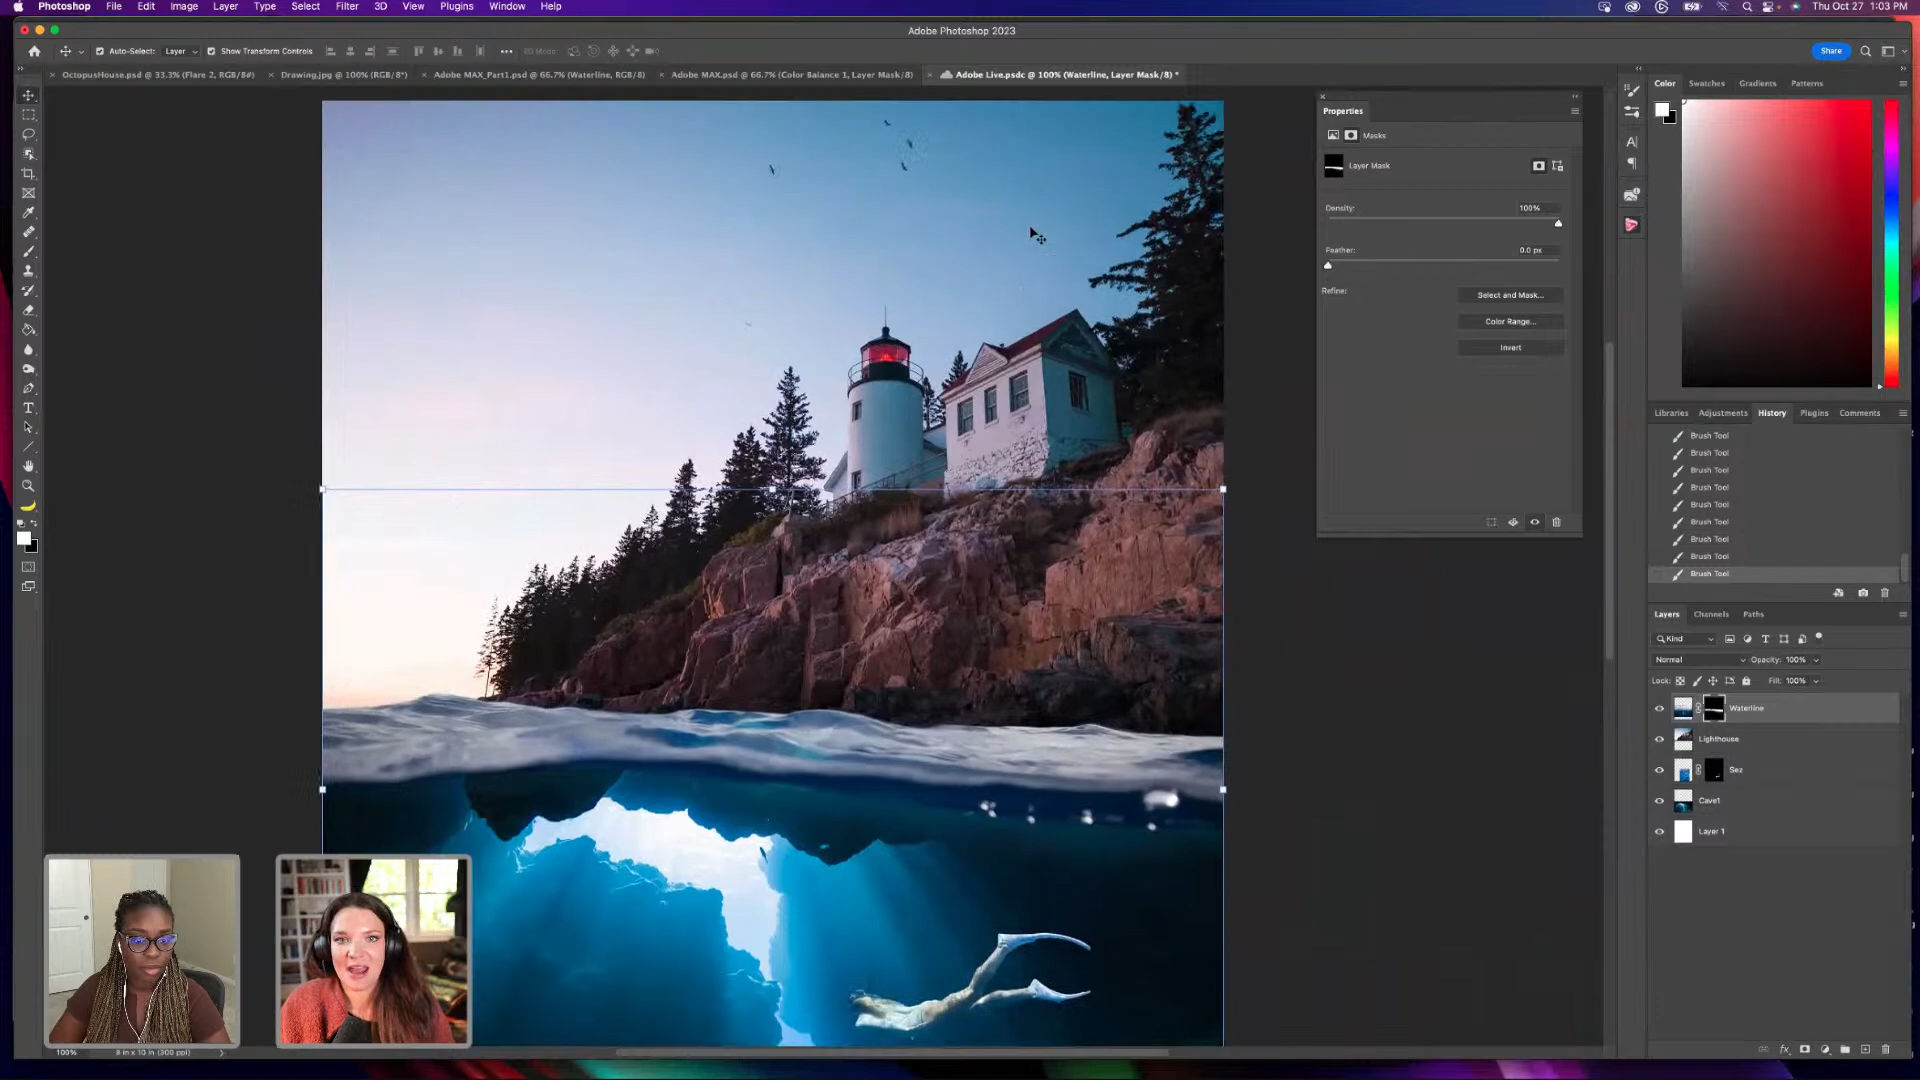 Photoshop File Edit Image Layer Type Select Filter 3D View Plugins Window Help Thu Oct 27 1:03 PM
Adobe Photoshop 2023
Auto-Select: Layer Show Transform Controls 3D Mode: Share
OctopusHouse.psd @ 33.3% (Flare 2, RGB/8#) Drawing.jpg @ 100% (RGB/8*) Adobe MAX_Part1.psd @ 66.7% (Waterline, RGB/8) Adobe MAX.psd @ 66.7% (Color Balance 1, Layer Mask/8) Adobe Live.psdc @ 100% (Waterline, Layer Mask/8) *
Color Swatches Gradients Patterns
Properties
Masks
Layer Mask
Density: 100%
Feather: 0.0 px
Refine: Select and Mask...
Color Range...
Invert
Libraries Adjustments History Plugins Comments
Brush Tool
Brush Tool
Brush Tool
Brush Tool
Brush Tool
Brush Tool
Brush Tool
Brush Tool
Brush Tool
Layers Channels Paths
Kind
Normal Opacity: 100%
Lock: Fill: 100%
Waterline
Lighthouse
Sez
Cave1
Layer 1
100% 8 in x 10 in (300 ppi)